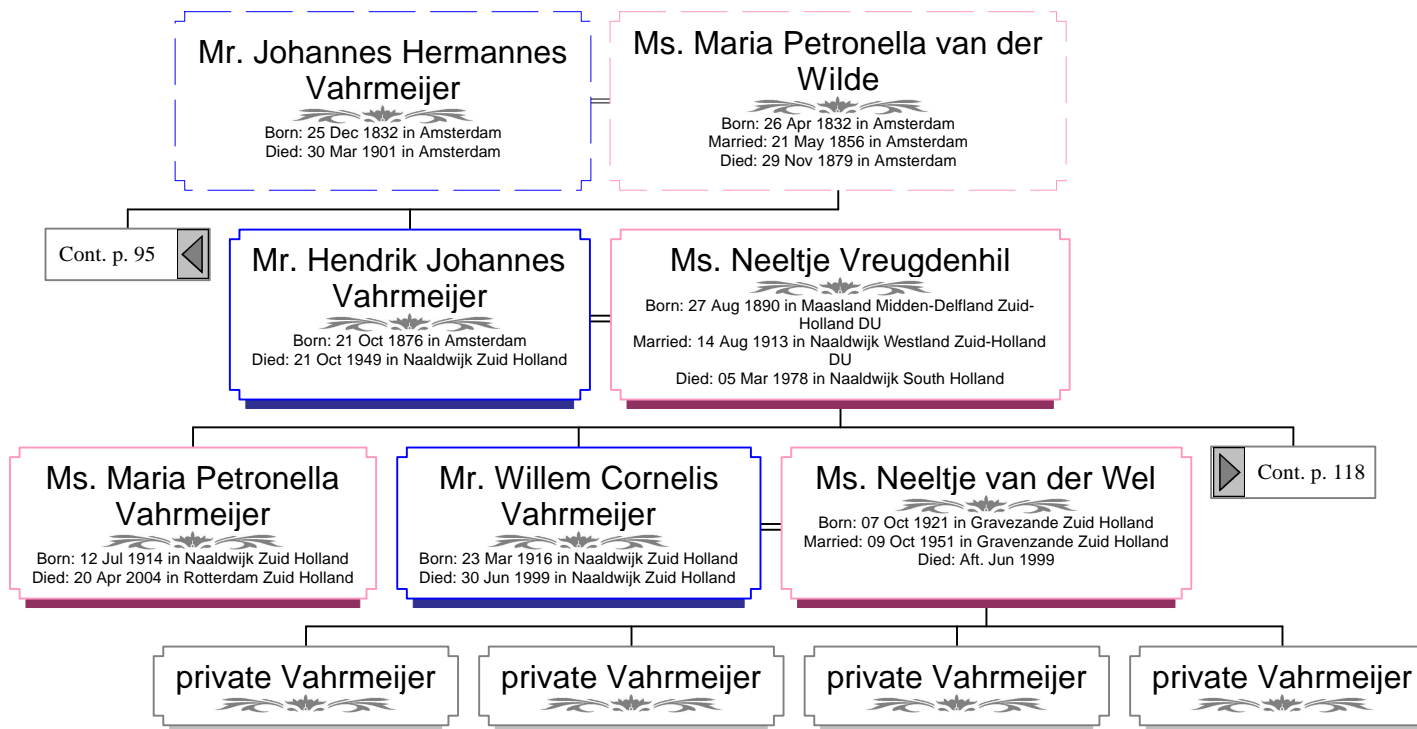 Mr. Johannes Hermannes
Vahrmeijer
Born: 25 Dec 1832 in Amsterdam
Died: 30 Mar 1901 in Amsterdam
Ms. Maria Petronella van der
Wilde
Born: 26 Apr 1832 in Amsterdam
Married: 21 May 1856 in Amsterdam
Died: 29 Nov 1879 in Amsterdam
Cont. p. 95
Mr. Hendrik Johannes
Vahrmeijer
Born: 21 Oct 1876 in Amsterdam
Died: 21 Oct 1949 in Naaldwijk Zuid Holland
Ms. Neeltje Vreugdenhil
Born: 27 Aug 1890 in Maasland Midden-Delfland Zuid-
Holland DU
Married: 14 Aug 1913 in Naaldwijk Westland Zuid-Holland
DU
Died: 05 Mar 1978 in Naaldwijk South Holland
Ms. Maria Petronella
Vahrmeijer
Born: 12 Jul 1914 in Naaldwijk Zuid Holland
Died: 20 Apr 2004 in Rotterdam Zuid Holland
Mr. Willem Cornelis
Vahrmeijer
Born: 23 Mar 1916 in Naaldwijk Zuid Holland
Died: 30 Jun 1999 in Naaldwijk Zuid Holland
Ms. Neeltje van der Wel
Born: 07 Oct 1921 in Gravezande Zuid Holland
Married: 09 Oct 1951 in Gravenzande Zuid Holland
Died: Aft. Jun 1999
Cont. p. 118
private Vahrmeijer
private Vahrmeijer
private Vahrmeijer
private Vahrmeijer